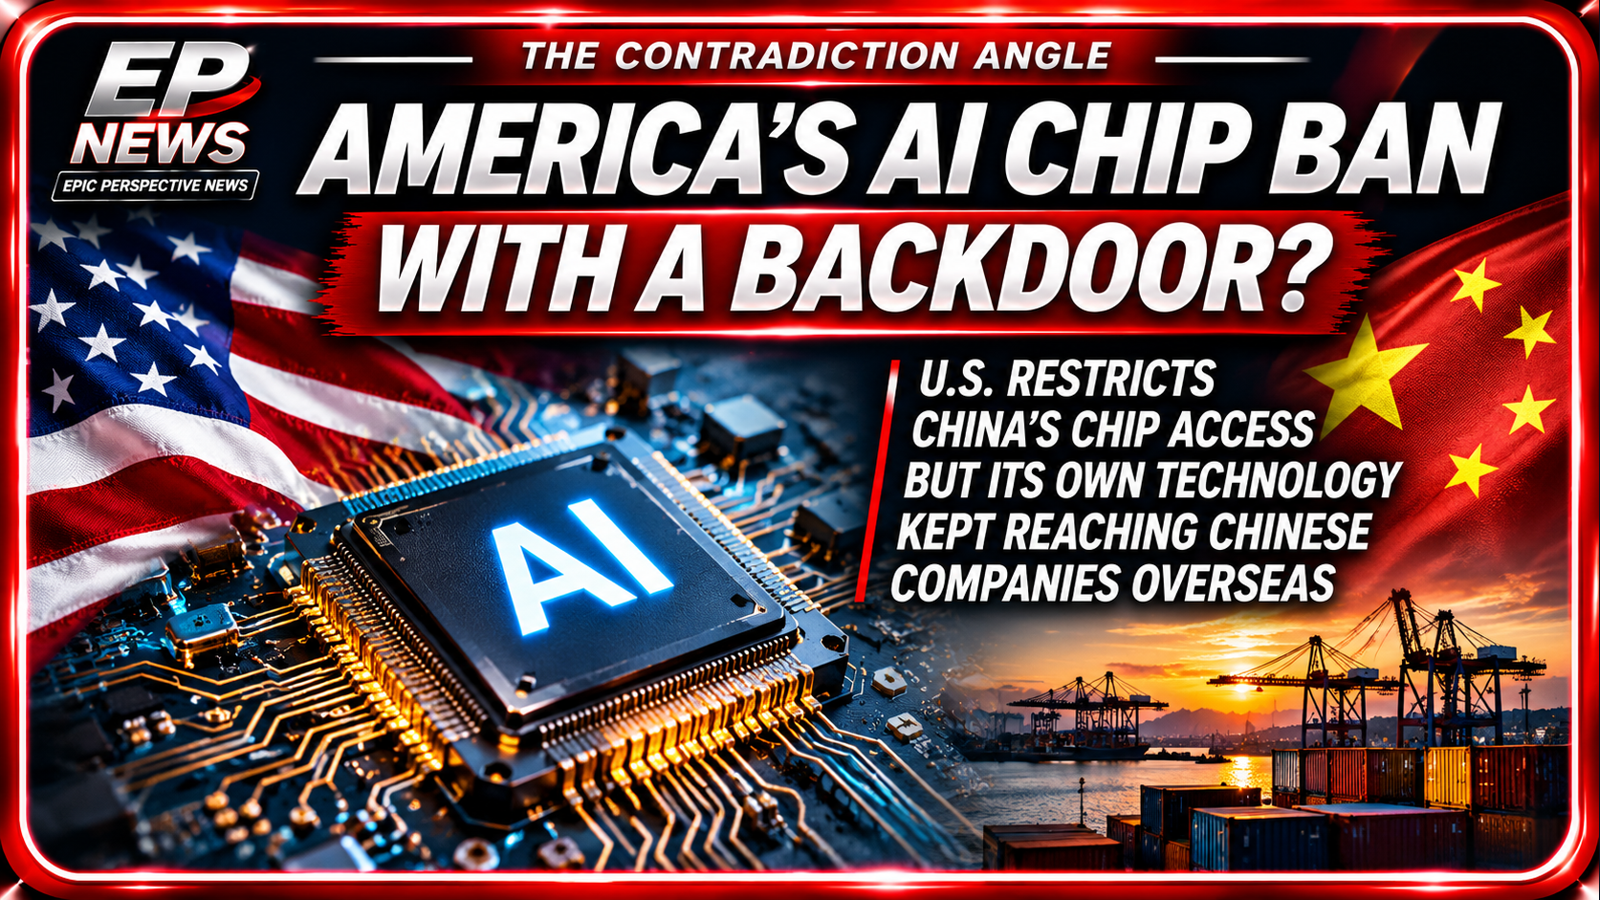 EP
NEWS
EPIC PERSPECTIVE NEWS
THE CONTRADICTION ANGLE
AMERICA'S AI CHIP BAN
WITH A BACKDOOR?
U.S. RESTRICTS
CHINA'S CHIP ACCESS
BUT ITS OWN TECHNOLOGY
KEPT REACHING CHINESE
COMPANIES OVERSEAS
AI